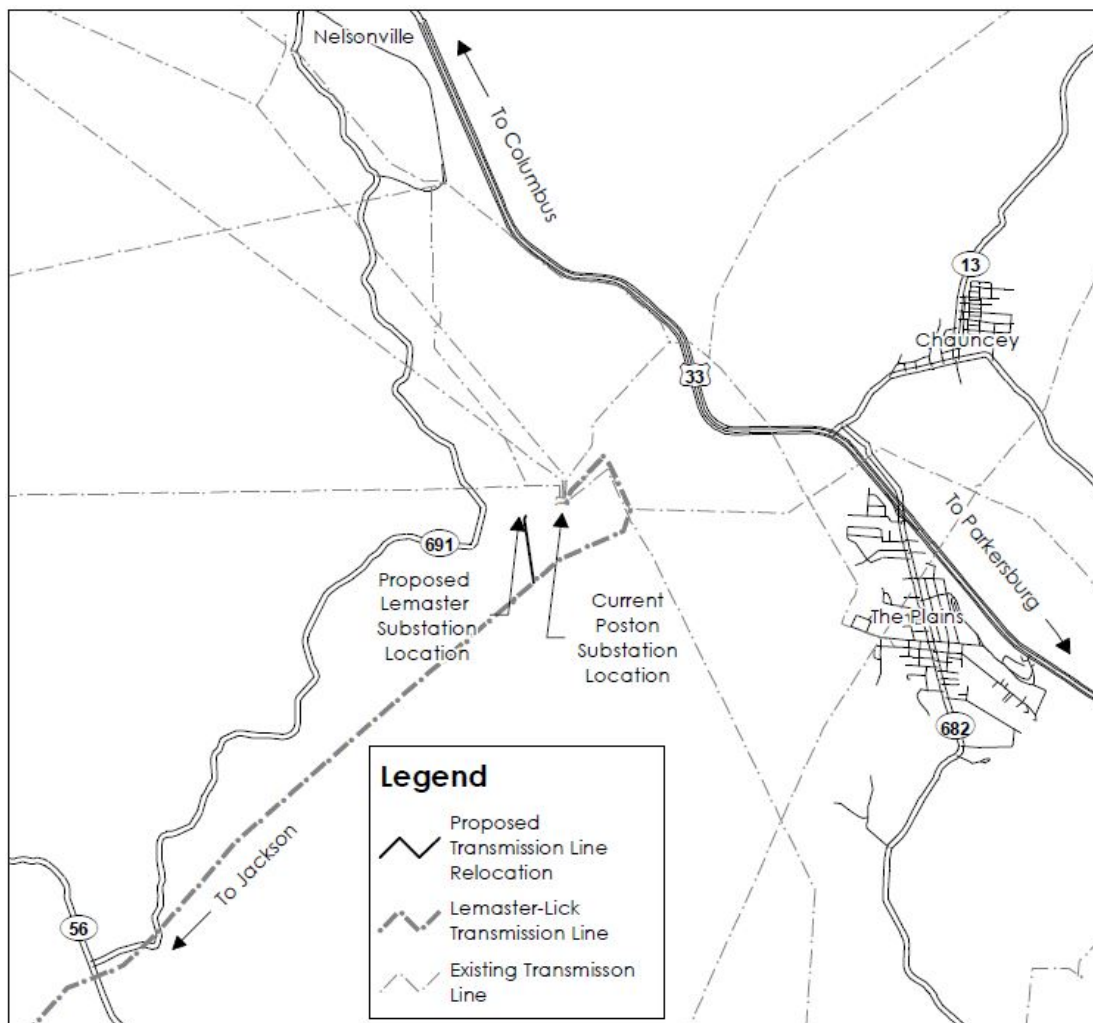 Nelsonville
To Columbus
13
Chauncey
33
691
To Parkersburg
Proposed
Lemaster
Substation
Location
Current
Poston
Substation
Location
The Plains
682
Legend
Proposed
Transmission Line
Relocation
Lemaster-Lick
Transmission Line
Existing Transmisson
Line
To Jackson
56